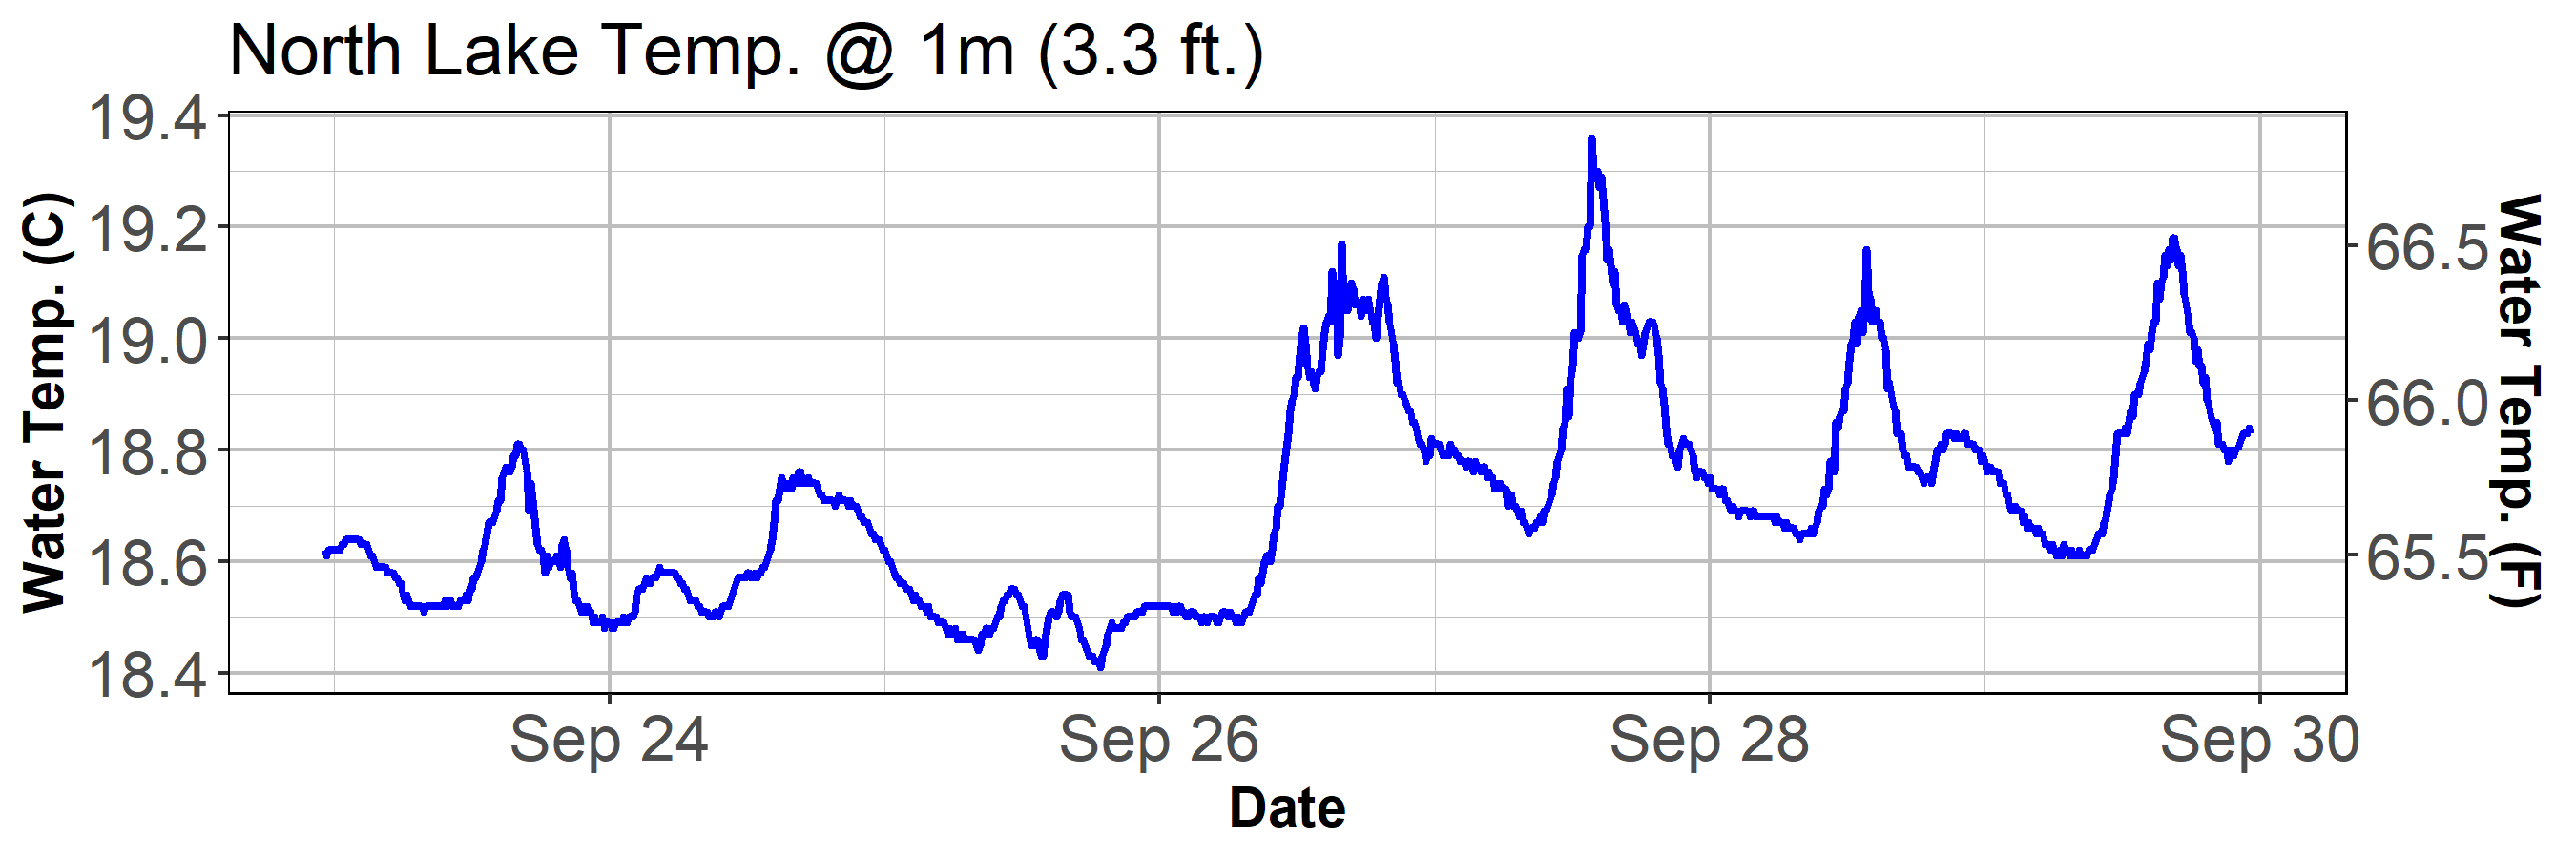 North Lake Temp. @ 1m (3.3 ft.)
Water Temp. (C)
19.4
19.2
19.0
18.8
18.6
18.4
66.5
66.0
65.5
Water Temp. (F)
Sep 24
Sep 26
Sep 28
Sep 30
Date